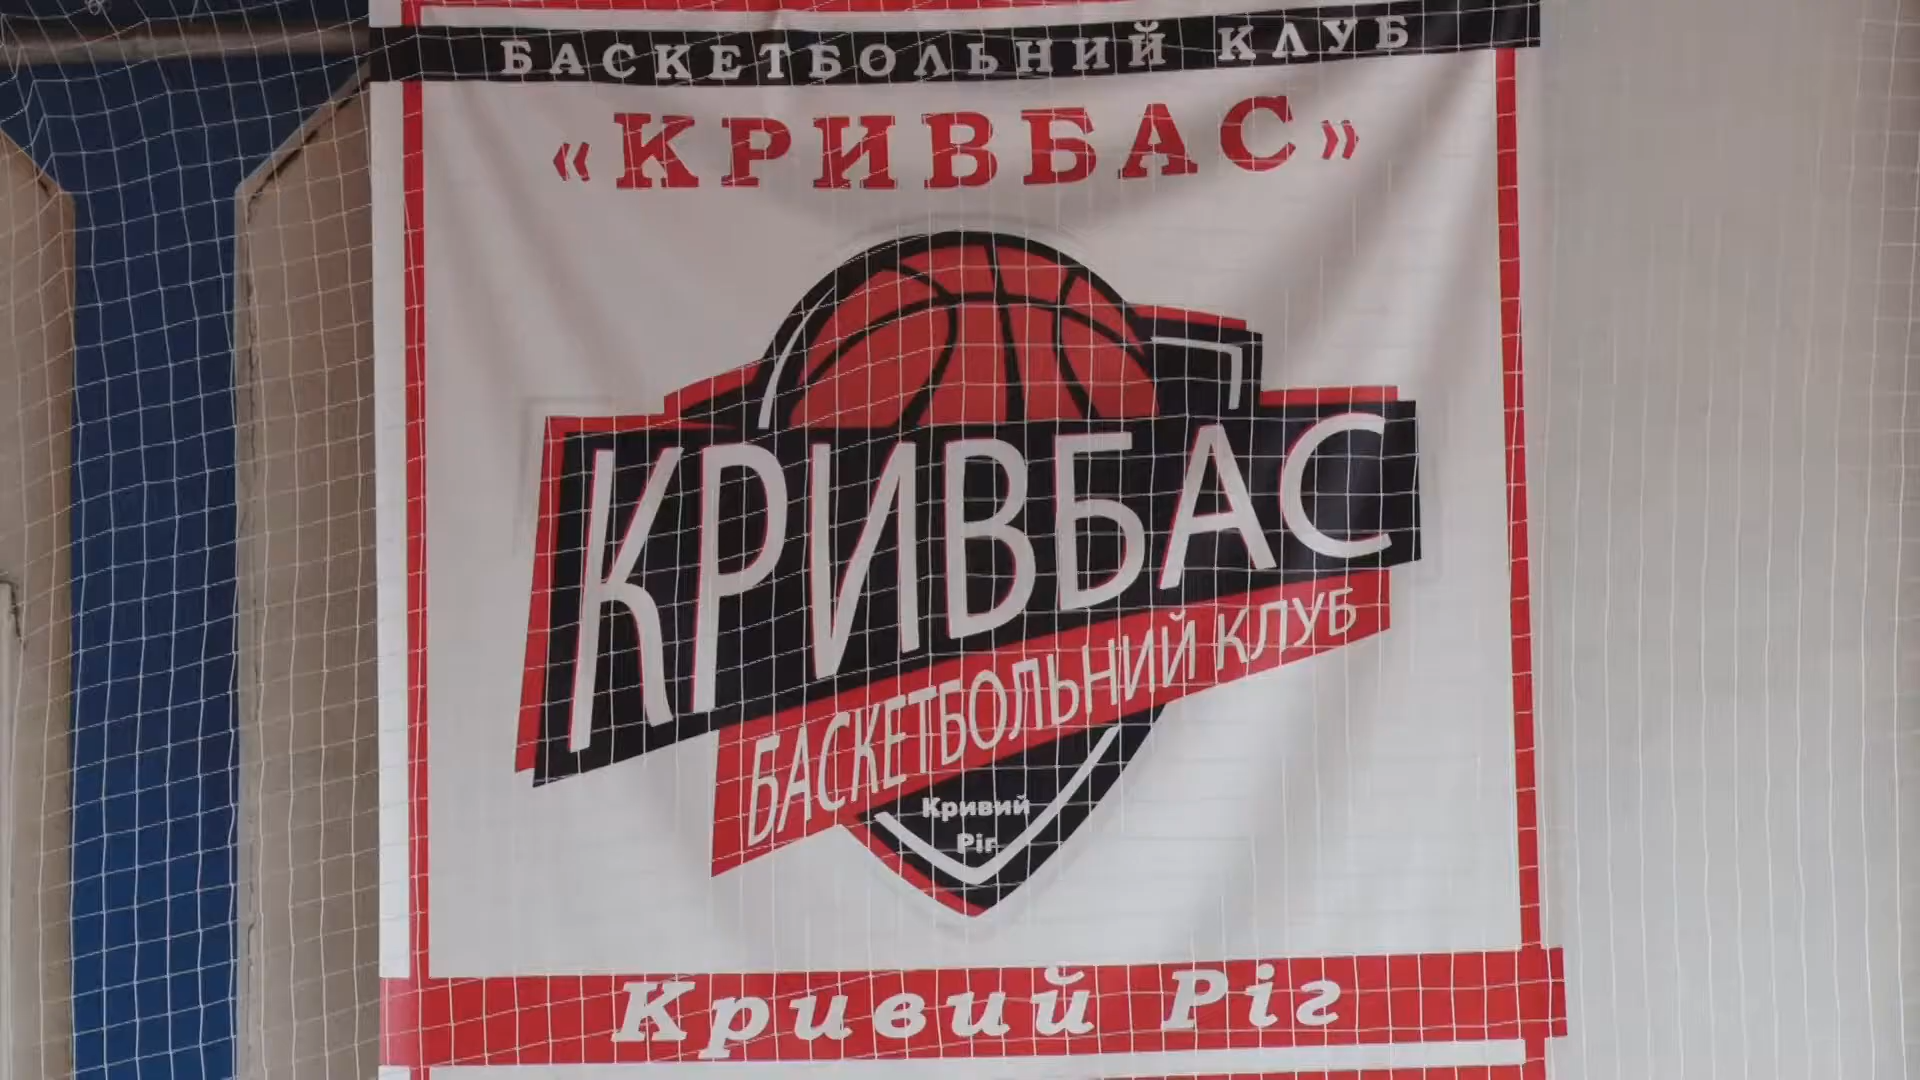 БАСКЕТБОЛЬНИЙ КЛУБ
«КРИВБАС»
КРИВБАС
БАСКЕТБОЛЬНИЙ КЛУБ
Кривий
Ріг
Кривий Ріг